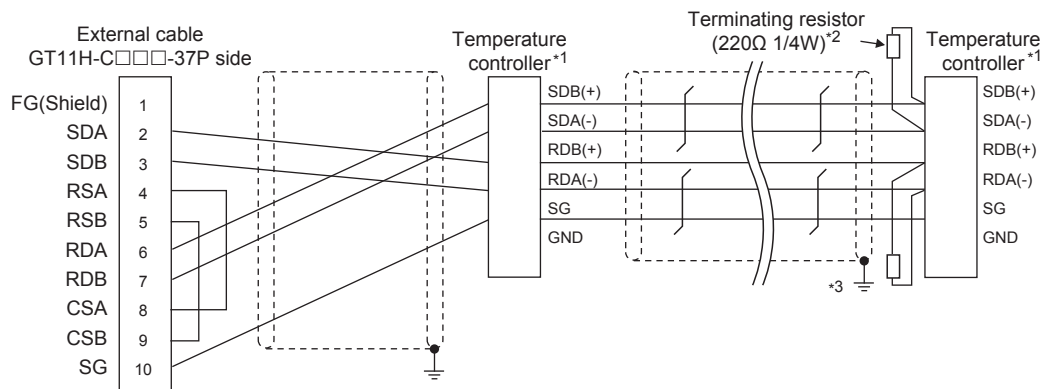 External cable
GT11H-C□□□-37P side
FG(Shield) 1
SDA 2
SDB 3
RSA 4
RSB 5
RDA 6
RDB 7
CSA 8
CSB 9
SG 10
Temperature
controller*1
SDB(+)
SDA(-)
RDB(+)
RDA(-)
SG
GND
Terminating resistor
(220Ω 1/4W)*2
*3
Temperature
controller*1
SDB(+)
SDA(-)
RDB(+)
RDA(-)
SG
GND